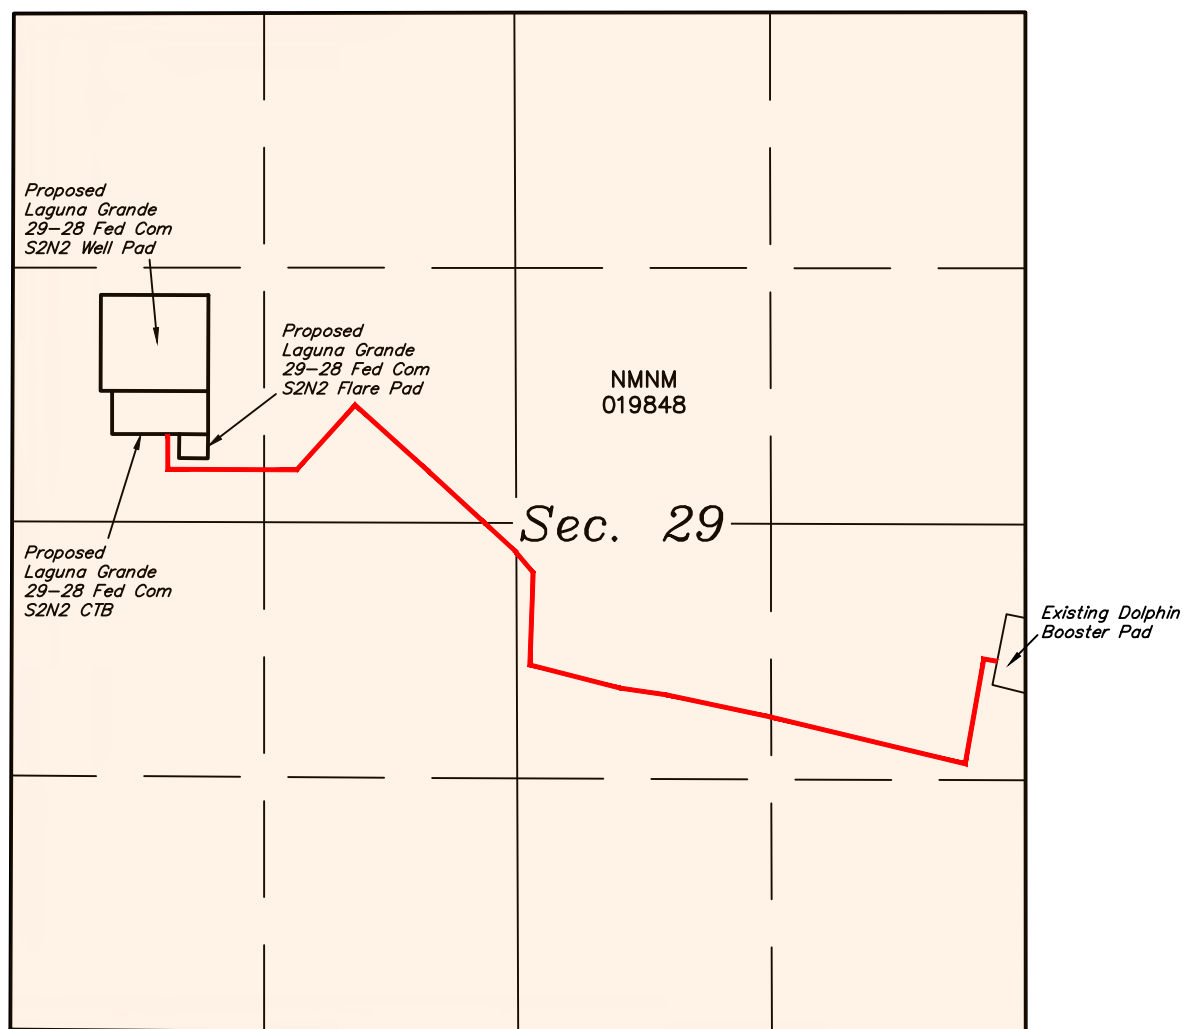 Proposed
Laguna Grande
29-28 Fed Com
S2N2 Well Pad
Proposed
Laguna Grande
29-28 Fed Com
S2N2 Flare Pad
NMNM
019848
Sec. 29
Proposed
Laguna Grande
29-28 Fed Com
S2N2 CTB
Existing Dolphin
Booster Pad